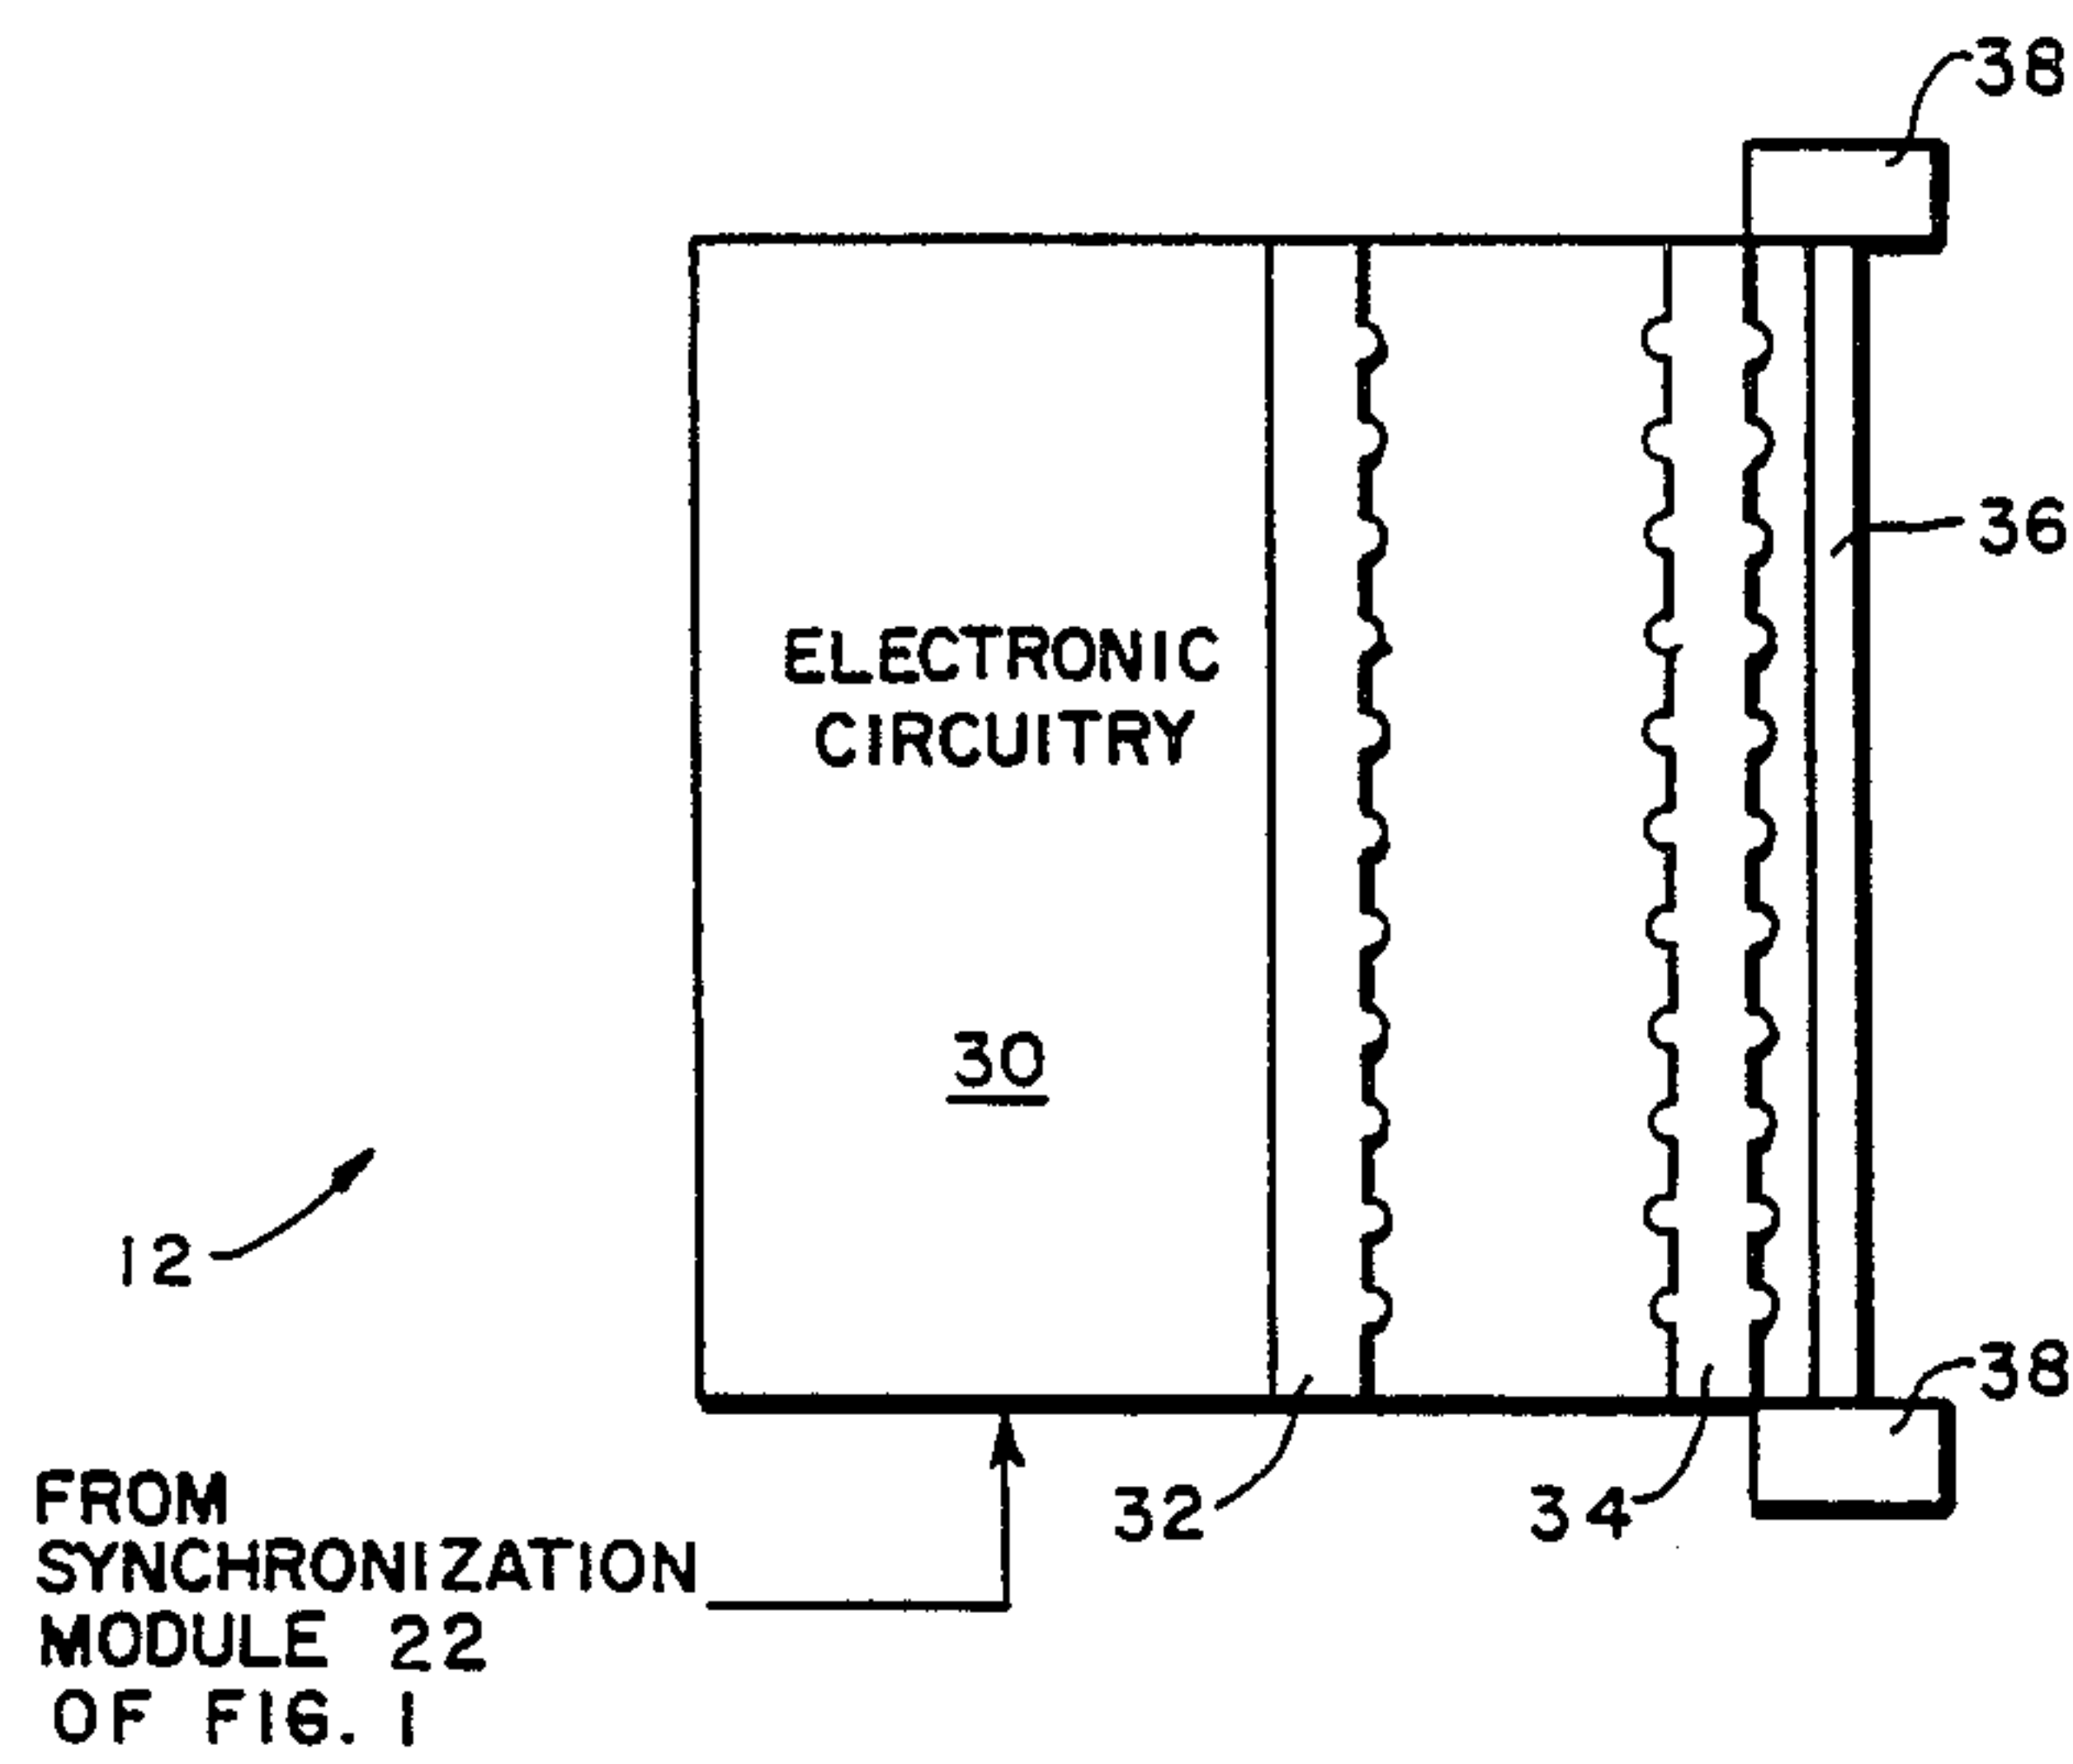 38
36
ELECTRONIC
CIRCUITRY
30
12
38
32
34
FROM
SYNCHRONIZATION
MODULE 22
OF FIG. 1